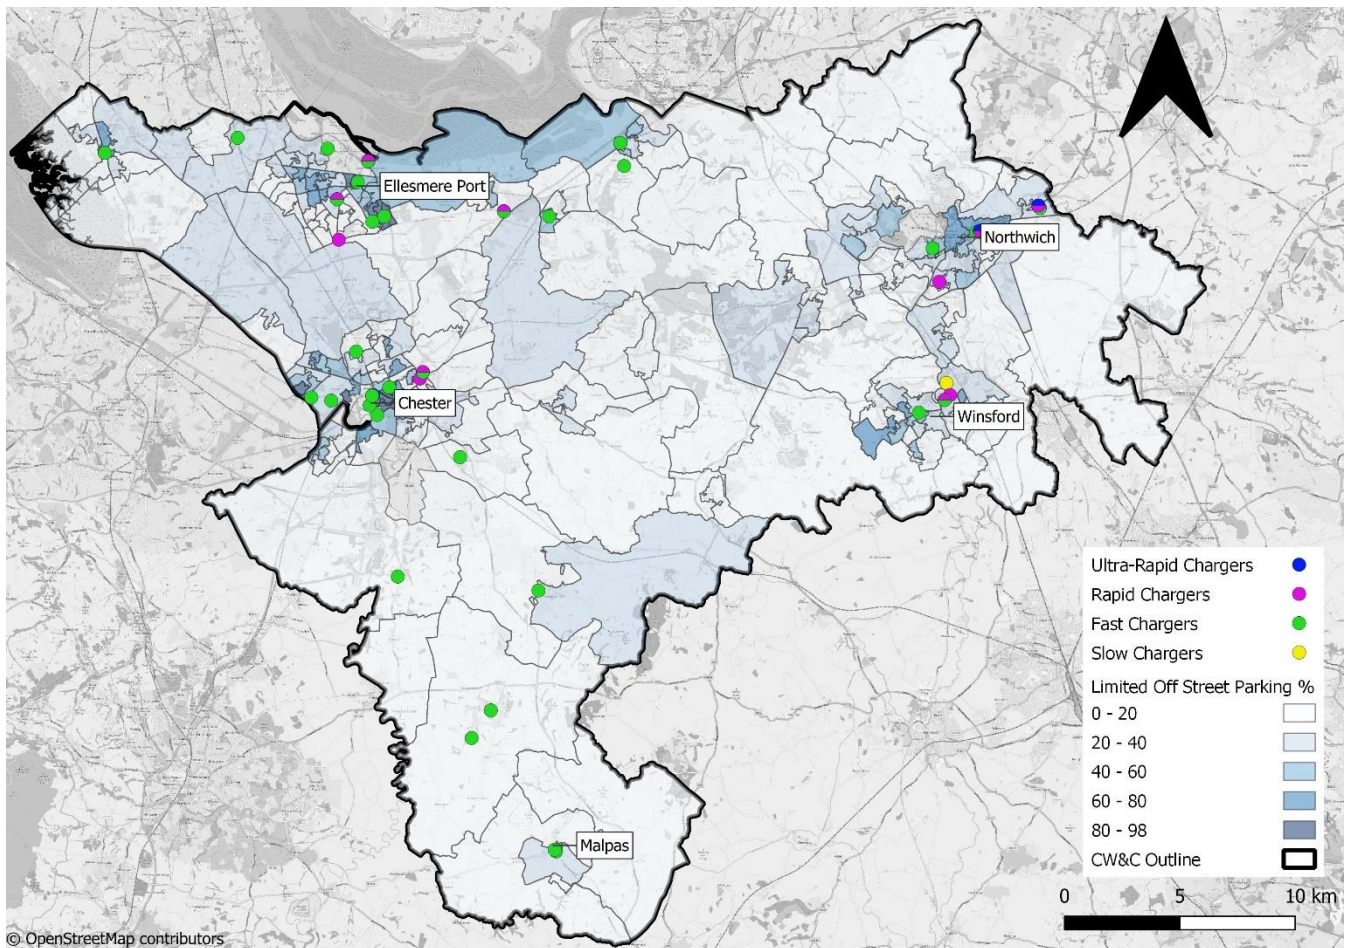 Ellesmere Port
Northwich
Chester
Winsford
Malpas
Ultra-Rapid Chargers
Rapid Chargers
Fast Chargers
Slow Chargers
Limited Off Street Parking %
0 - 20
20 - 40
40 - 60
60 - 80
80 - 98
CW&C Outline
0 5 10 km
© OpenStreetMap contributors